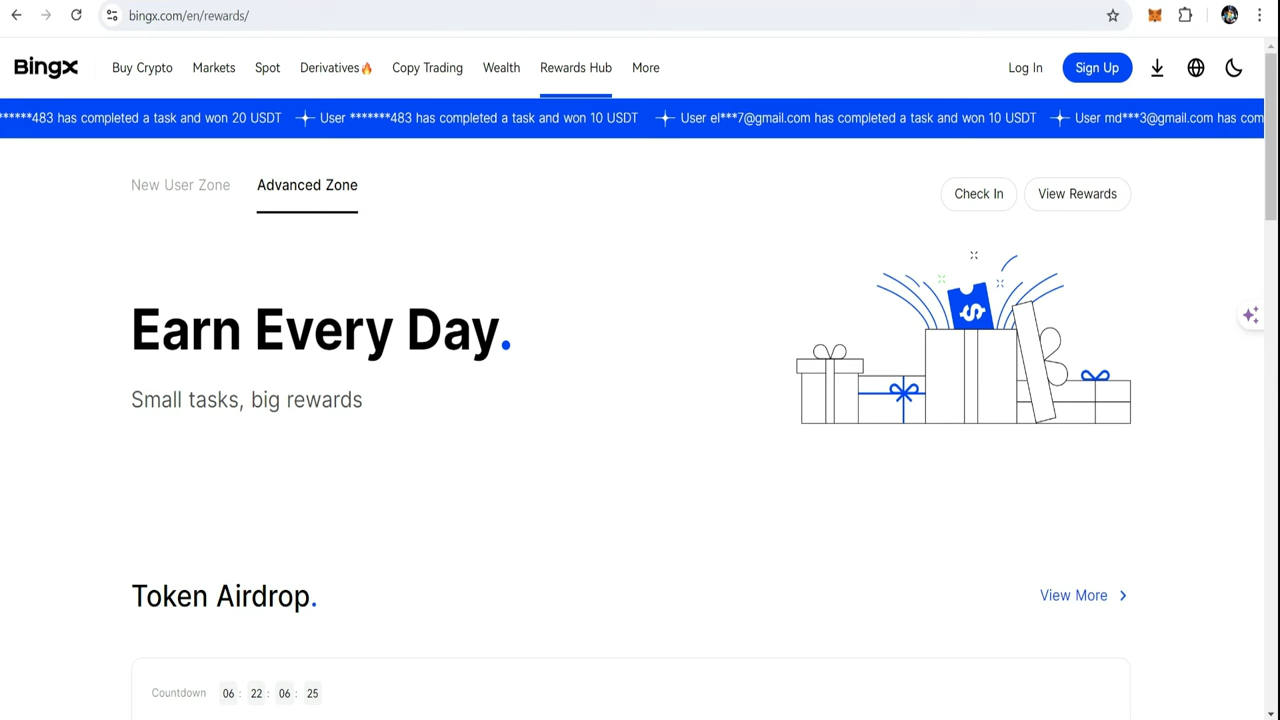 bingx.com/en/rewards/
BingX Buy Crypto Markets Spot Derivatives🔥 Copy Trading Wealth Rewards Hub More Log In Sign Up
******483 has completed a task and won 20 USDT User *******483 has completed a task and won 10 USDT User el***7@gmail.com has completed a task and won 10 USDT User md***3@gmail.com has com
New User Zone Advanced Zone Check In View Rewards
$
Earn Every Day.
Small tasks, big rewards
Token Airdrop. View More
Countdown 06 : 22 : 06 : 25